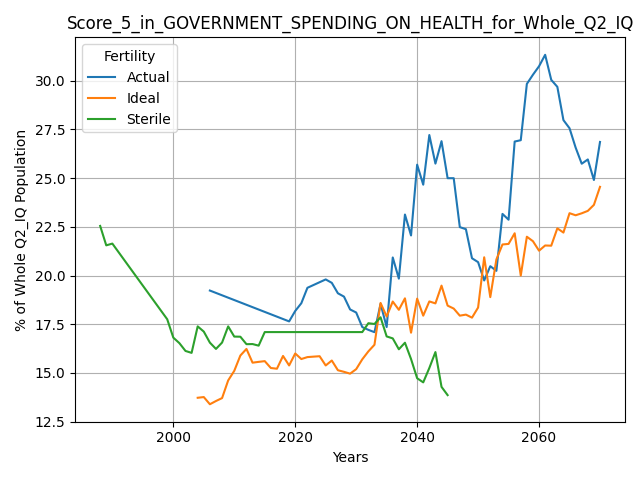 Score_5_in_GOVERNMENT_SPENDING_ON_HEALTH_for_Whole_Q2_IQ
Fertility
Actual
Ideal
Sterile
% of Whole Q2_IQ Population
30.0
27.5
25.0
22.5
20.0
17.5
15.0
12.5
2000
2020
2040
2060
Years